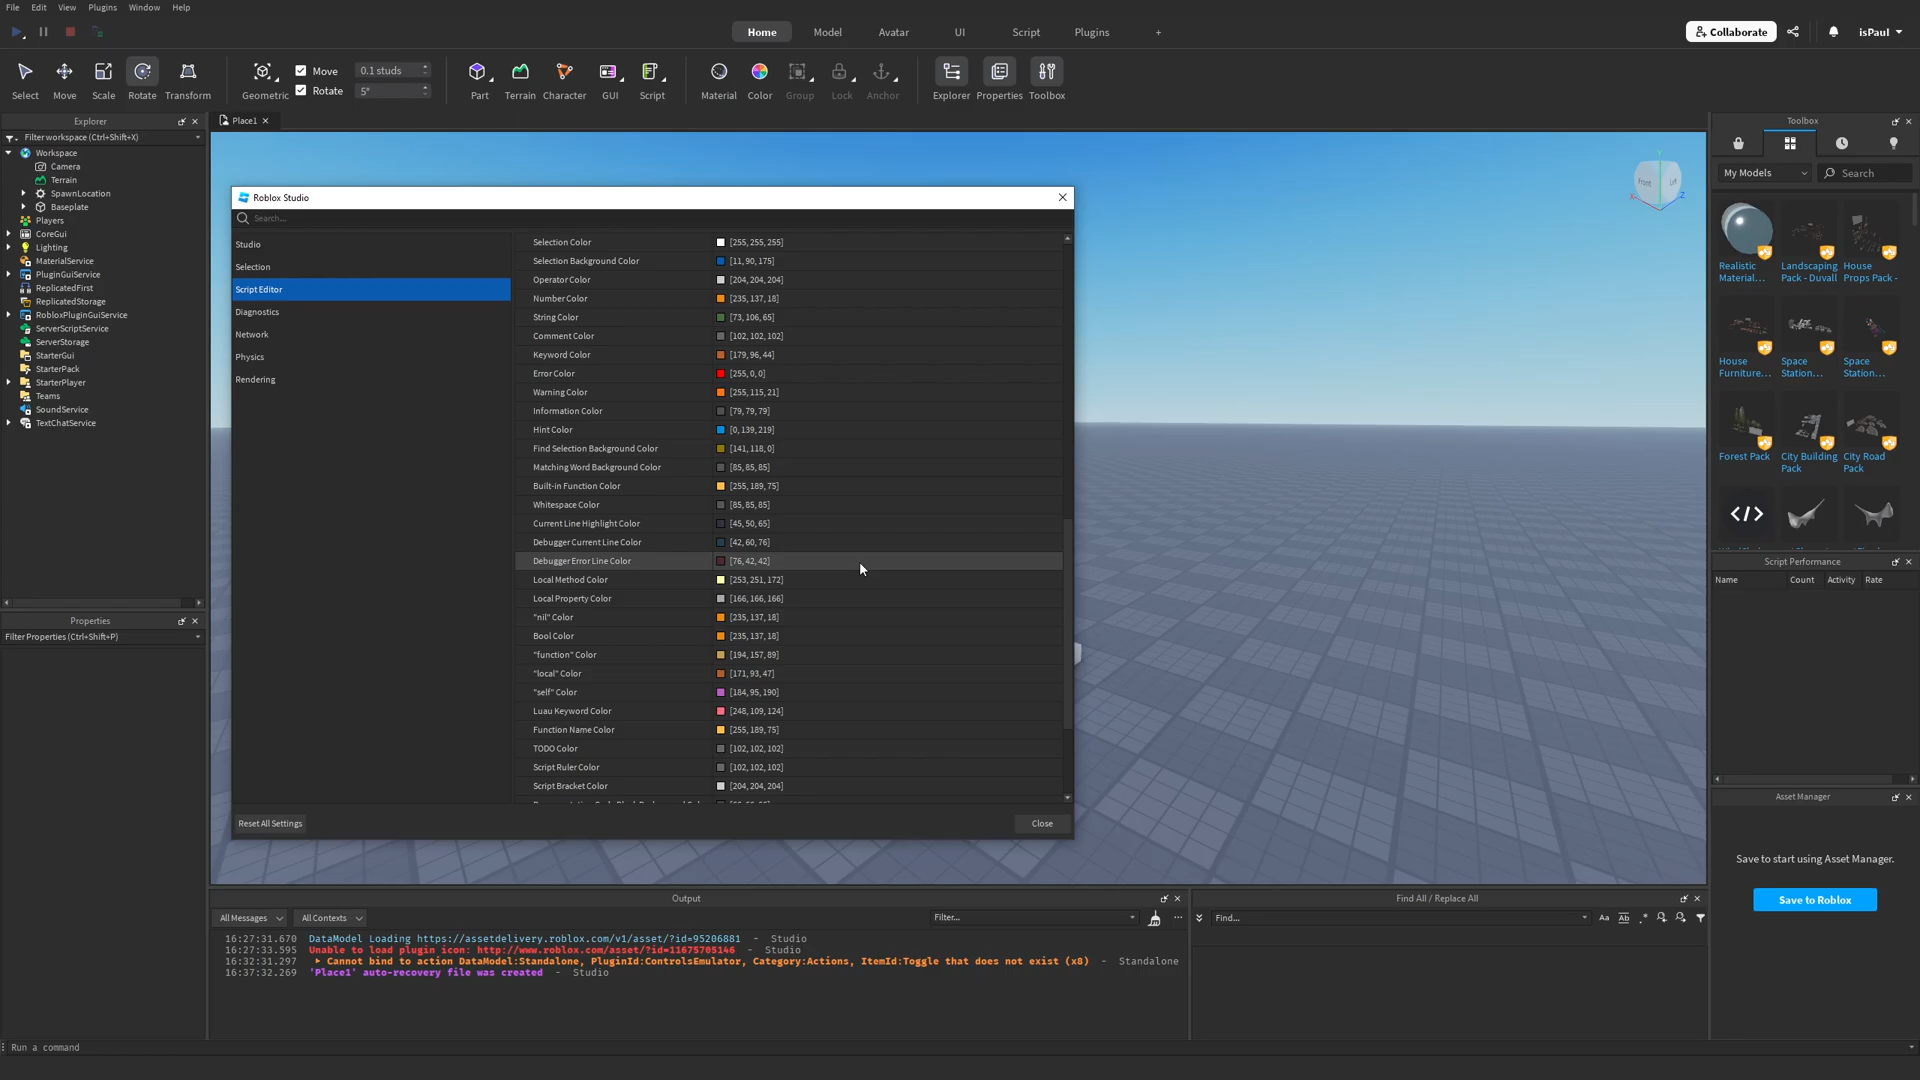 File Edit View Plugins Window Help
Home Model Avatar UI Script Plugins +
Collaborate isPaul
Select Move Scale Rotate Transform
Geometric
Move 0.1 studs
Rotate 5°
Part Terrain Character GUI Script
Material Color Group Lock Anchor
Explorer Properties Toolbox
Explorer
Filter workspace (Ctrl+Shift+X)
Workspace
Camera
Terrain
SpawnLocation
Baseplate
Players
CoreGui
Lighting
MaterialService
PluginGuiService
ReplicatedFirst
ReplicatedStorage
RobloxPluginGuiService
ServerScriptService
ServerStorage
StarterGui
StarterPack
StarterPlayer
Teams
SoundService
TextChatService
Properties
Filter Properties (Ctrl+Shift+P)
Place1
Front Left
Y
X
Z
Roblox Studio
Search...
Studio
Selection
Script Editor
Diagnostics
Network
Physics
Rendering
Selection Color [255, 255, 255]
Selection Background Color [11, 90, 175]
Operator Color [204, 204, 204]
Number Color [235, 137, 18]
String Color [73, 106, 65]
Comment Color [102, 102, 102]
Keyword Color [179, 96, 44]
Error Color [255, 0, 0]
Warning Color [255, 115, 21]
Information Color [79, 79, 79]
Hint Color [0, 139, 219]
Find Selection Background Color [141, 118, 0]
Matching Word Background Color [85, 85, 85]
Built-in Function Color [255, 189, 75]
Whitespace Color [85, 85, 85]
Current Line Highlight Color [45, 50, 65]
Debugger Current Line Color [42, 60, 76]
Debugger Error Line Color [76, 42, 42]
Local Method Color [253, 251, 172]
Local Property Color [166, 166, 166]
"nil" Color [235, 137, 18]
Bool Color [235, 137, 18]
"function" Color [194, 157, 89]
"local" Color [171, 93, 47]
"self" Color [184, 95, 190]
Luau Keyword Color [248, 109, 124]
Function Name Color [255, 189, 75]
TODO Color [102, 102, 102]
Script Ruler Color [102, 102, 102]
Script Bracket Color [204, 204, 204]
Reset All Settings
Close
Toolbox
My Models
Search
Realistic Material...
Landscaping Pack - Duvall
House Props Pack -
House Furniture...
Space Station...
Space Station...
Forest Pack
City Building Pack
City Road Pack
Script Performance
Name Count Activity Rate
Asset Manager
Save to start using Asset Manager.
Save to Roblox
Output
All Messages All Contexts Filter...
16:27:31.670 DataModel Loading https://assetdelivery.roblox.com/v1/asset/?id=95206881 - Studio
16:27:33.595 Unable to load plugin icon: http://www.roblox.com/asset/?id=11675705146 - Studio
16:32:31.297 Cannot bind to action DataModel:Standalone, PluginId:ControlsEmulator, Category:Actions, ItemId:Toggle that does not exist (x8) - Standalone
16:37:32.269 'Place1' auto-recovery file was created - Studio
Find All / Replace All
Find... Aa Ab .*
Run a command